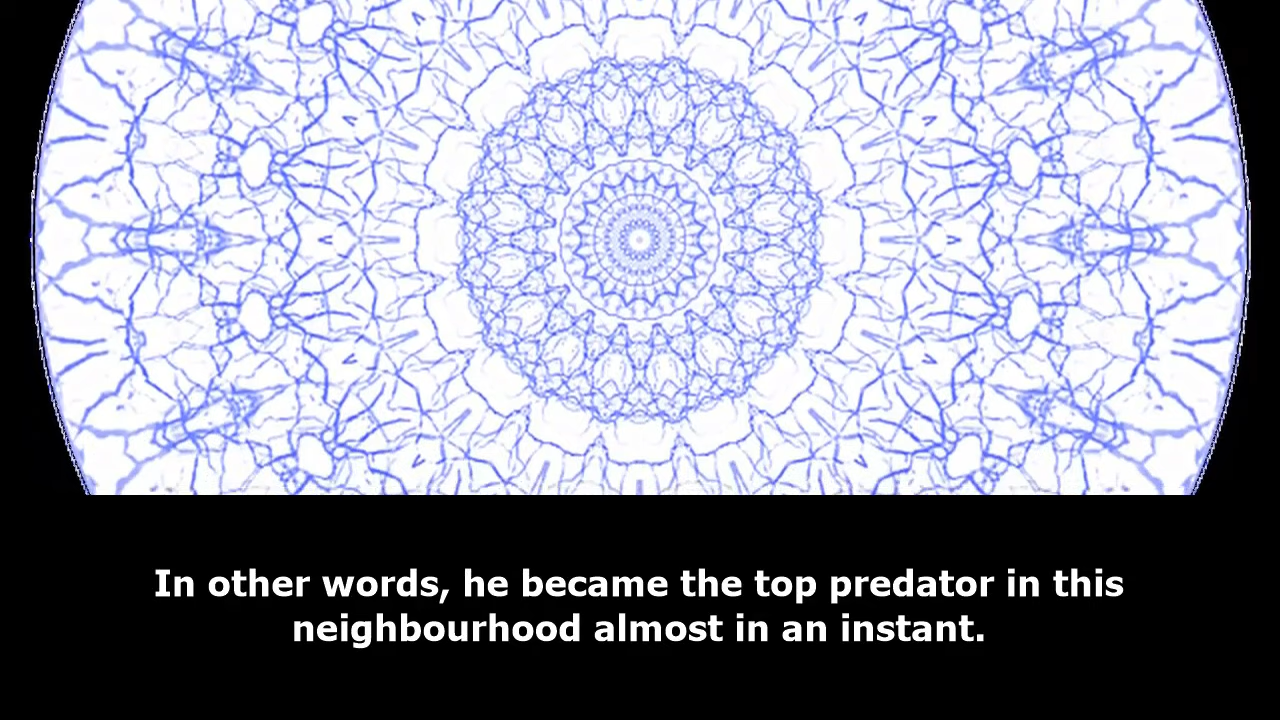 In other words, he became the top predator in this
neighbourhood almost in an instant.